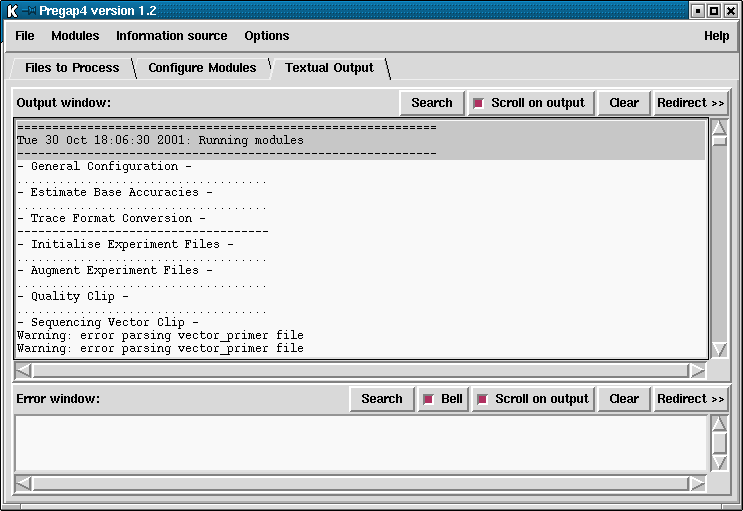 K Pregap4 version 1.2
File Modules Information source Options Help
Files to Process Configure Modules Textual Output
Output window: Search Scroll on output Clear Redirect >>
============================================================
Tue 30 Oct 18:06:30 2001: Running modules
------------------------------------------------------------
- General Configuration -
....................................
- Estimate Base Accuracies -
....................................
- Trace Format Conversion -
------------------------------------
- Initialise Experiment Files -
....................................
- Augment Experiment Files -
....................................
- Quality Clip -
....................................
- Sequencing Vector Clip -
Warning: error parsing vector_primer file
Warning: error parsing vector_primer file
Error window: Search Bell Scroll on output Clear Redirect >>